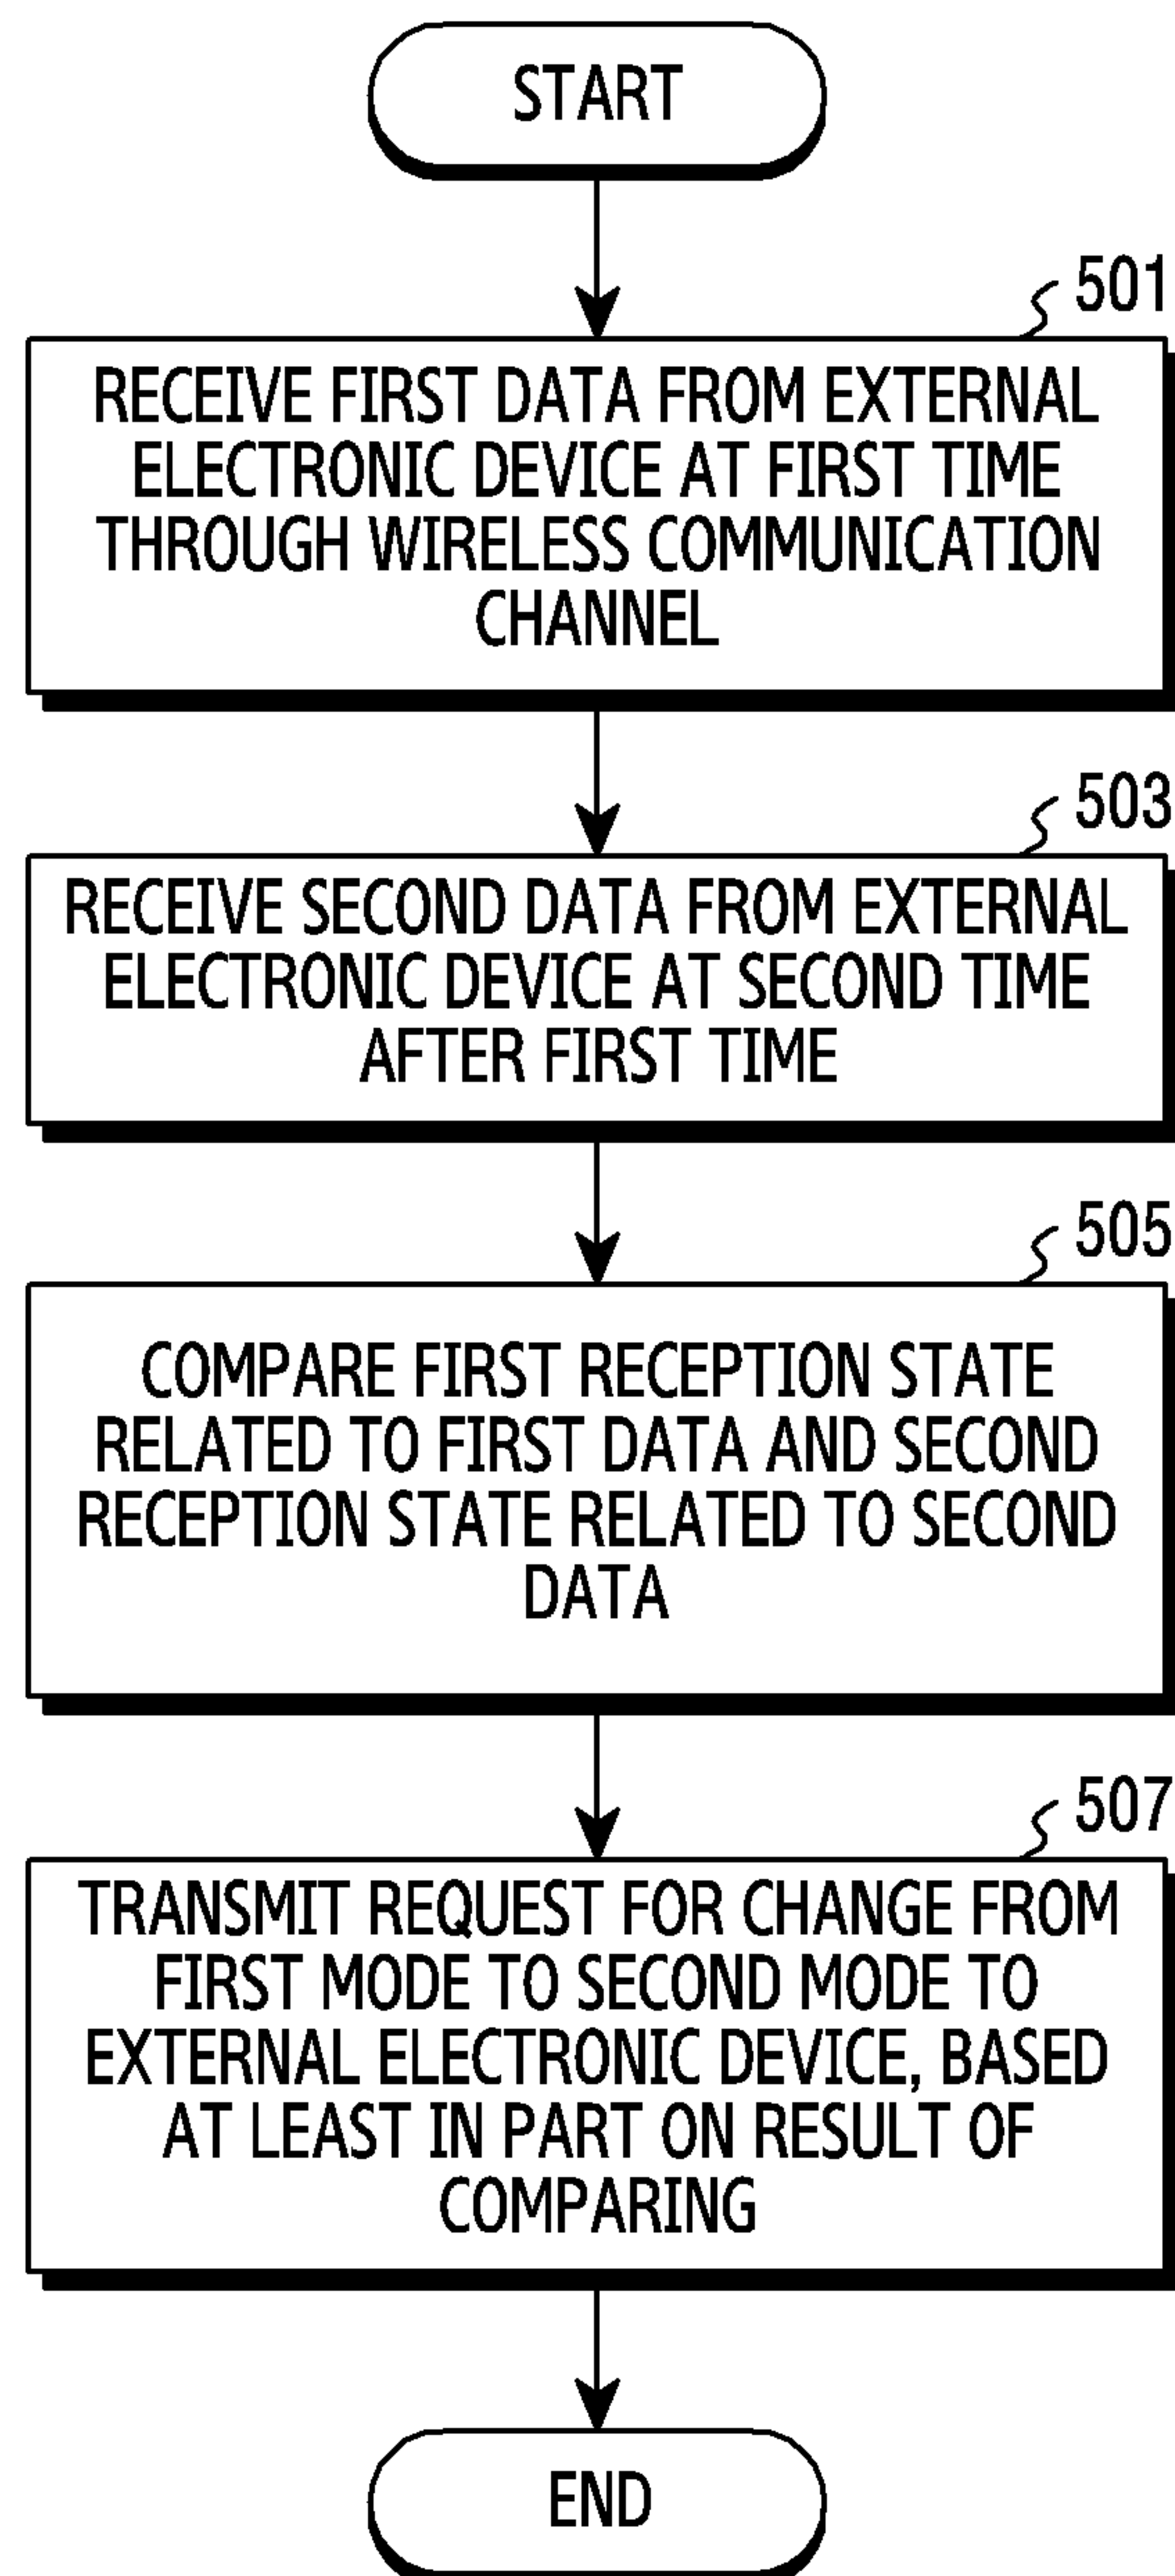 START
501
RECEIVE FIRST DATA FROM EXTERNAL
ELECTRONIC DEVICE AT FIRST TIME
THROUGH WIRELESS COMMUNICATION
CHANNEL
503
RECEIVE SECOND DATA FROM EXTERNAL
ELECTRONIC DEVICE AT SECOND TIME
AFTER FIRST TIME
505
COMPARE FIRST RECEPTION STATE
RELATED TO FIRST DATA AND SECOND
RECEPTION STATE RELATED TO SECOND
DATA
507
TRANSMIT REQUEST FOR CHANGE FROM
FIRST MODE TO SECOND MODE TO
EXTERNAL ELECTRONIC DEVICE, BASED
AT LEAST IN PART ON RESULT OF
COMPARING
END